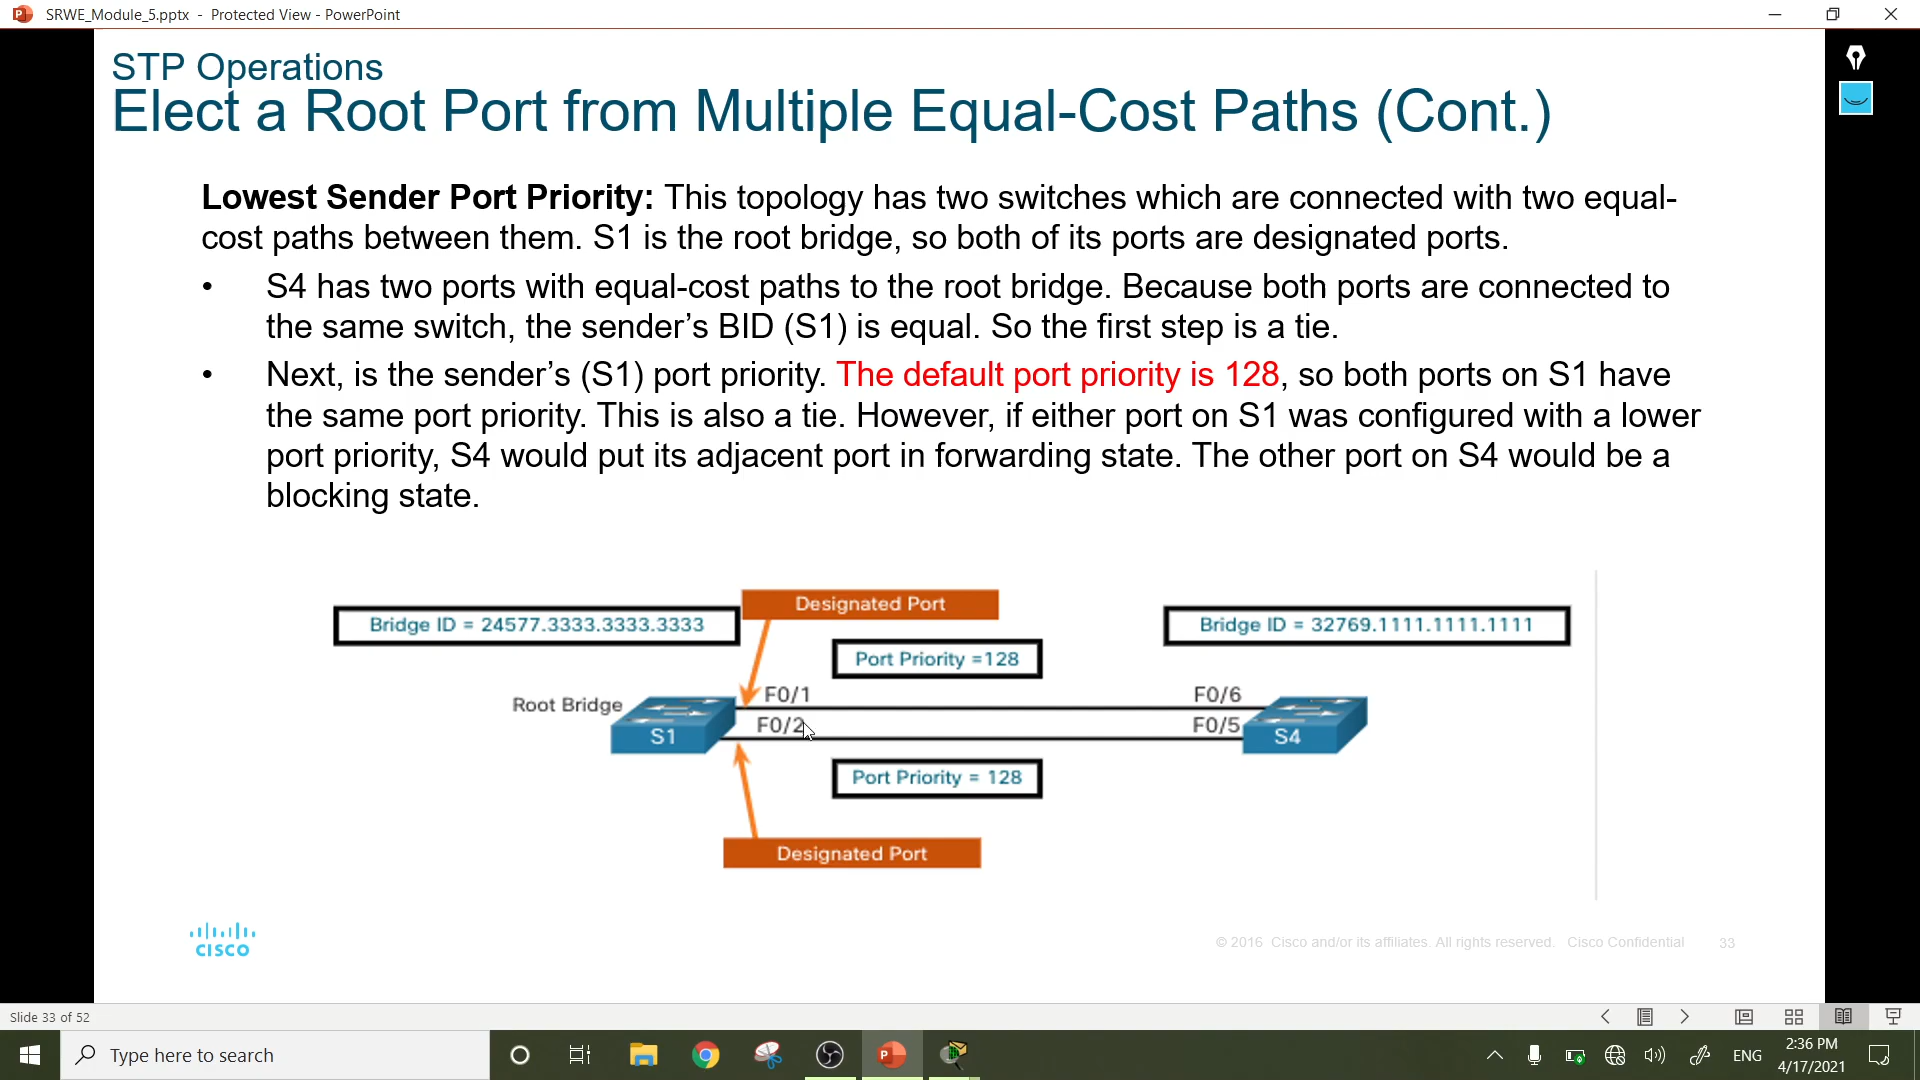 SRWE_Module_5.pptx - Protected View - PowerPoint
STP Operations
Elect a Root Port from Multiple Equal-Cost Paths (Cont.)
Lowest Sender Port Priority: This topology has two switches which are connected with two equal-
cost paths between them. S1 is the root bridge, so both of its ports are designated ports.
• S4 has two ports with equal-cost paths to the root bridge. Because both ports are connected to
the same switch, the sender’s BID (S1) is equal. So the first step is a tie.
• Next, is the sender’s (S1) port priority. The default port priority is 128, so both ports on S1 have
the same port priority. This is also a tie. However, if either port on S1 was configured with a lower
port priority, S4 would put its adjacent port in forwarding state. The other port on S4 would be a
blocking state.
Designated Port
Bridge ID = 24577.3333.3333.3333
Bridge ID = 32769.1111.1111.1111
Port Priority =128
F0/1
F0/6
Root Bridge
F0/2
F0/5
S1
S4
Port Priority = 128
Designated Port
CISCO
© 2016 Cisco and/or its affiliates. All rights reserved. Cisco Confidential
33
Slide 33 of 52
Type here to search
ENG
2:36 PM
4/17/2021